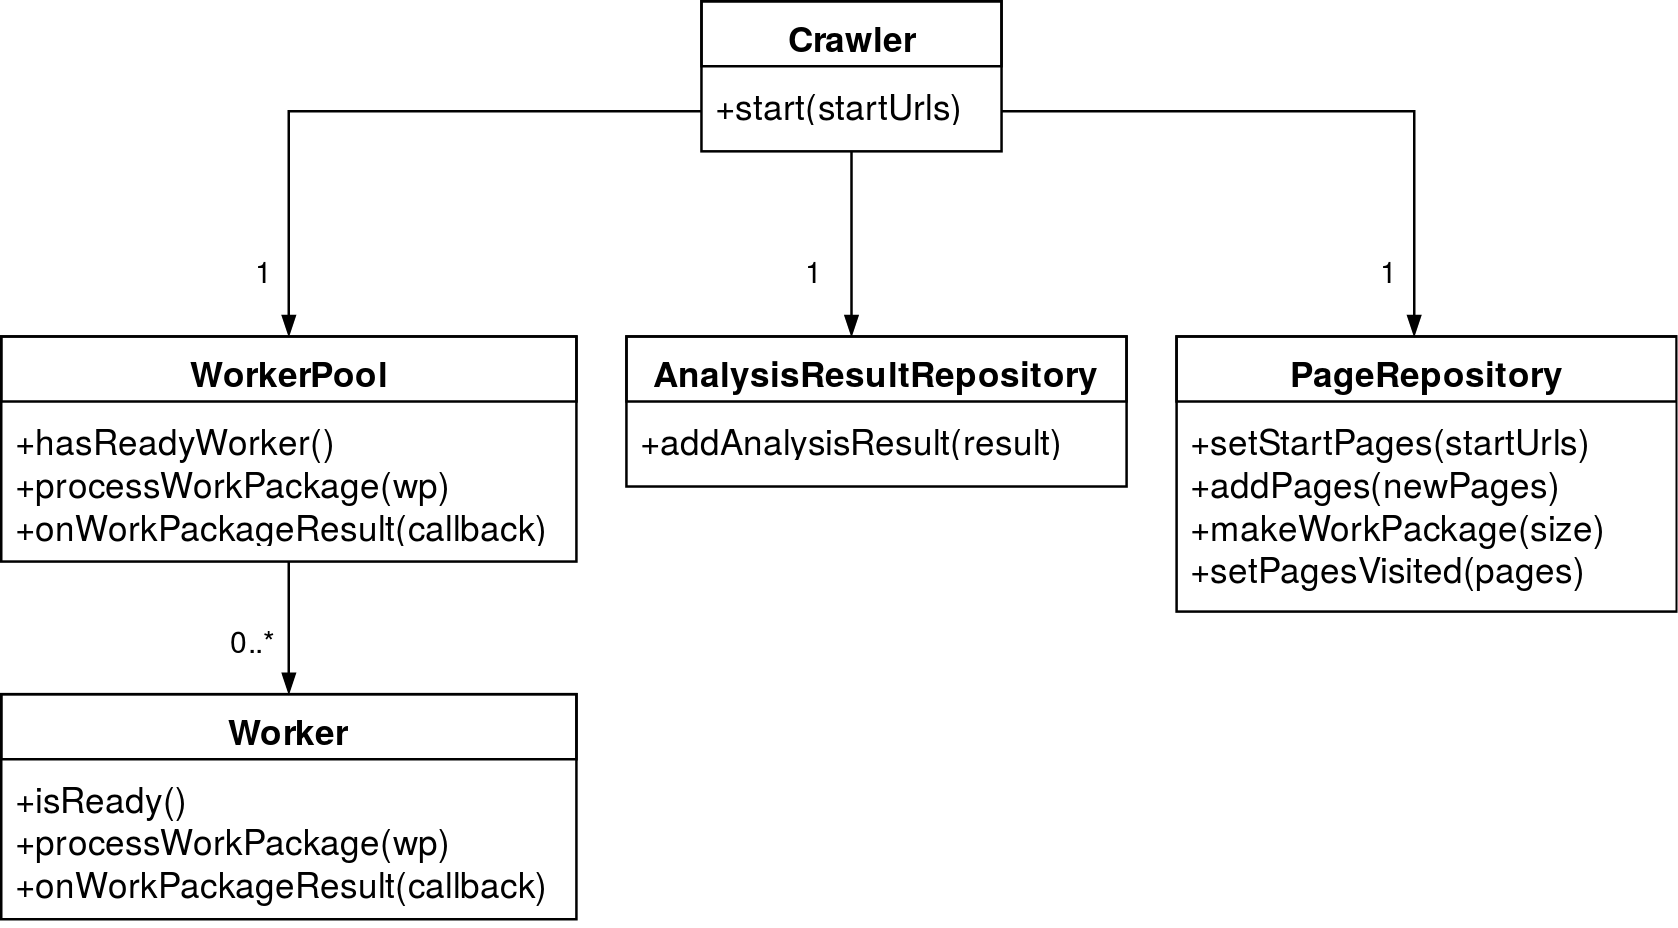 Crawler
+start(startUrls)
1
1
1
WorkerPool
+hasReadyWorker()
+processWorkPackage(wp)
+onWorkPackageResult(callback)
AnalysisResultRepository
+addAnalysisResult(result)
PageRepository
+setStartPages(startUrls)
+addPages(newPages)
+makeWorkPackage(size)
+setPagesVisited(pages)
0..*
Worker
+isReady()
+processWorkPackage(wp)
+onWorkPackageResult(callback)